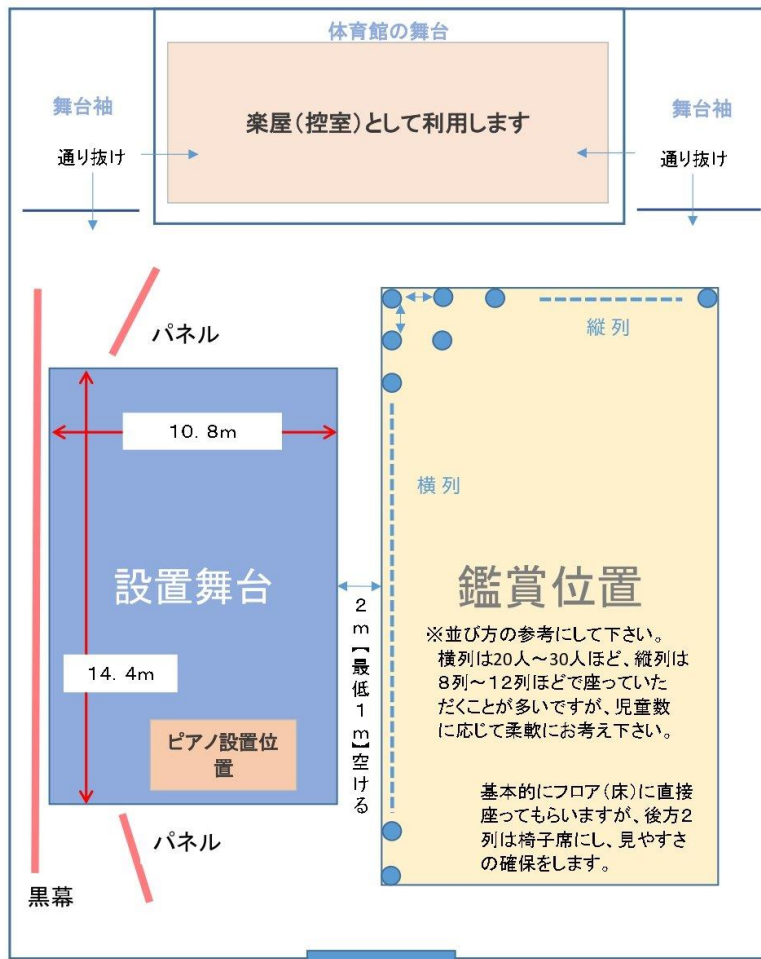 体育館の舞台
舞台袖
楽屋(控室)として利用します
舞台袖
通り抜け
通り抜け
パネル
縦 列
10.8m
横 列
設置舞台
鑑賞位置
2m【最低1m】空ける
※並び方の参考にして下さい。
横列は20人～30人ほど、縦列は
8列～12列ほどで座っていた
だくことが多いですが、児童数
に応じて柔軟にお考え下さい。
14.4m
ピアノ設置位
置
基本的にフロア(床)に直接
座ってもらいますが、後方2
列は椅子席にし、見やすさ
の確保をします。
パネル
黒幕